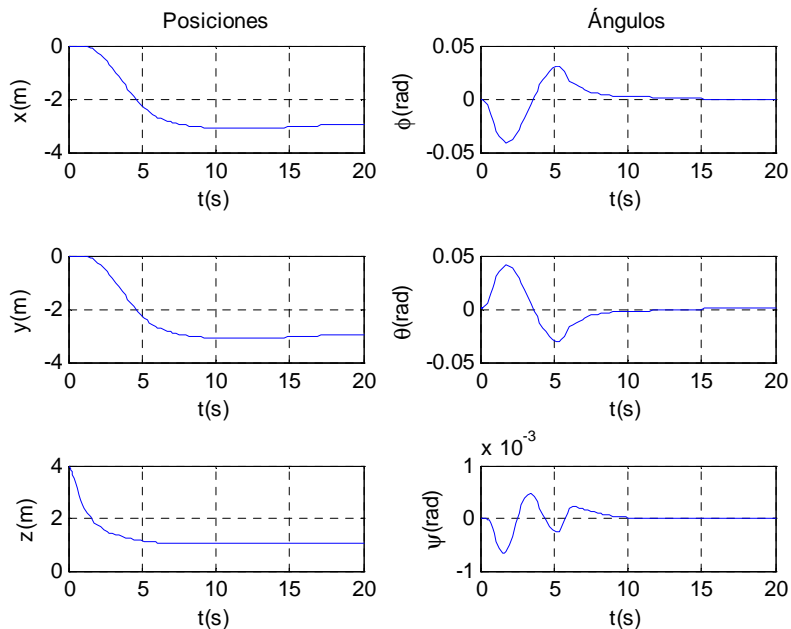 Posiciones
Ángulos
0
-2
-4
x(m)
0 5 10 15 20
t(s)
0.05
0
-0.05
ϕ(rad)
0 5 10 15 20
t(s)
0
-2
-4
y(m)
0 5 10 15 20
t(s)
0.05
0
-0.05
θ(rad)
0 5 10 15 20
t(s)
4
2
0
z(m)
0 5 10 15 20
t(s)
x 10^-3
1
0
-1
ψ(rad)
0 5 10 15 20
t(s)